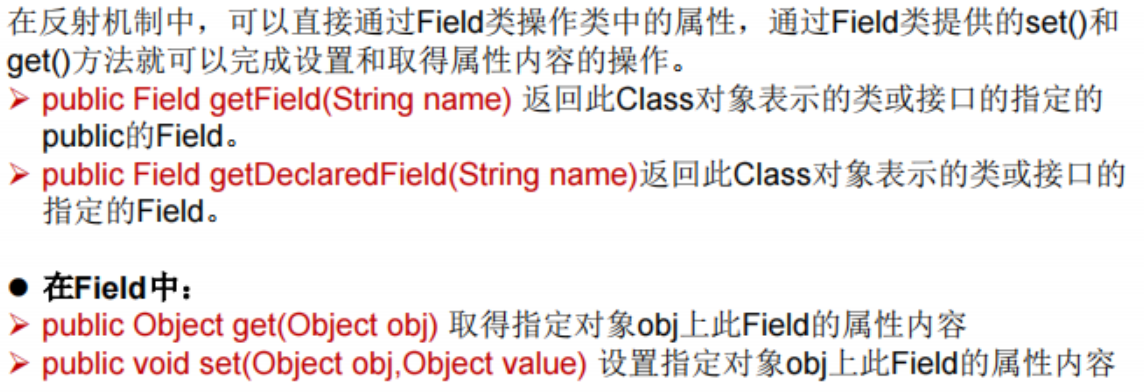 在反射机制中，可以直接通过Field类操作类中的属性，通过Field类提供的set()和
get()方法就可以完成设置和取得属性内容的操作。
➢ public Field getField(String name) 返回此Class对象表示的类或接口的指定的
public的Field。
➢ public Field getDeclaredField(String name)返回此Class对象表示的类或接口的
指定的Field。
● 在Field中：
➢ public Object get(Object obj) 取得指定对象obj上此Field的属性内容
➢ public void set(Object obj,Object value) 设置指定对象obj上此Field的属性内容